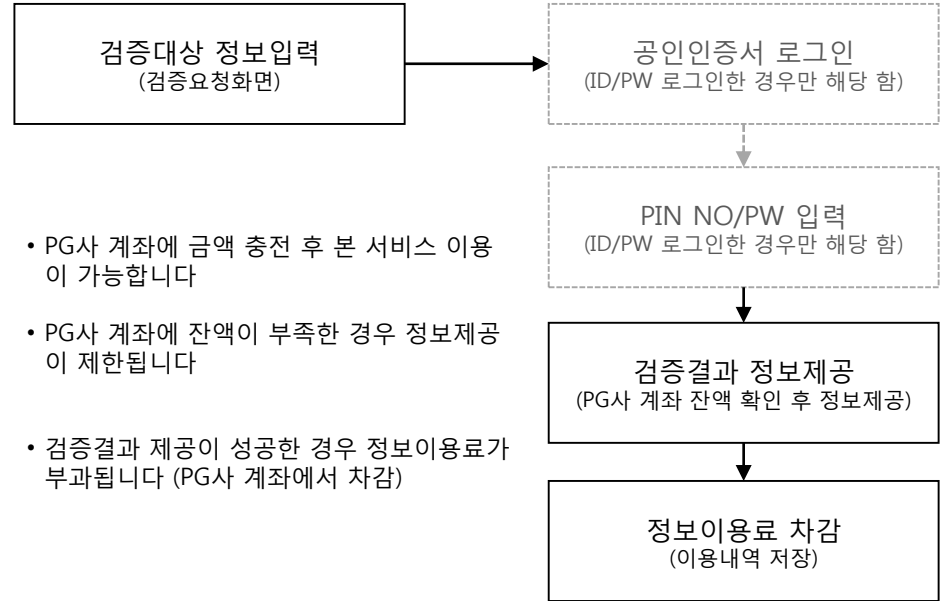 검증대상 정보입력
(검증요청화면)
공인인증서 로그인
(ID/PW 로그인한 경우만 해당 함)
PIN NO/PW 입력
(ID/PW 로그인한 경우만 해당 함)
• PG사 계좌에 금액 충전 후 본 서비스 이용
이 가능합니다
• PG사 계좌에 잔액이 부족한 경우 정보제공
이 제한됩니다
• 검증결과 제공이 성공한 경우 정보이용료가
부과됩니다 (PG사 계좌에서 차감)
검증결과 정보제공
(PG사 계좌 잔액 확인 후 정보제공)
정보이용료 차감
(이용내역 저장)